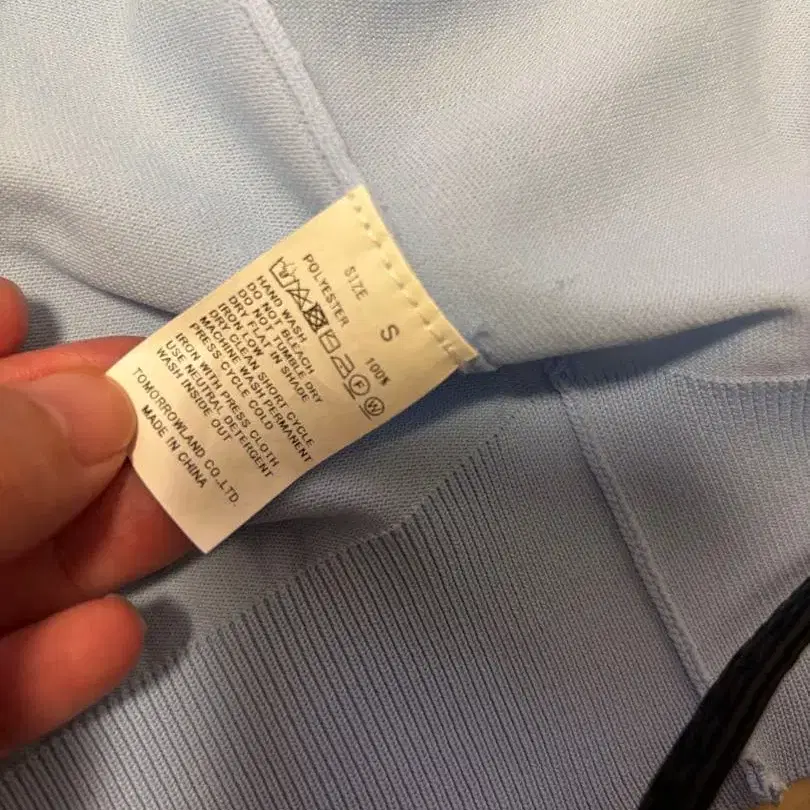 SIZE S
POLYESTER 100%
F W
HAND WASH
DO NOT BLEACH
DO NOT TUMBLE DRY
DRY FLAT IN SHADE
IRON LOW
DRY CLEAN SHORT CYCLE
MACHINE WASH PERMANENT
PRESS CYCLE COLD
IRON WITH PRESS CLOTH
USE NEUTRAL DETERGENT
WASH INSIDE OUT
TOMORROWLAND CO.,LTD.
MADE IN CHINA